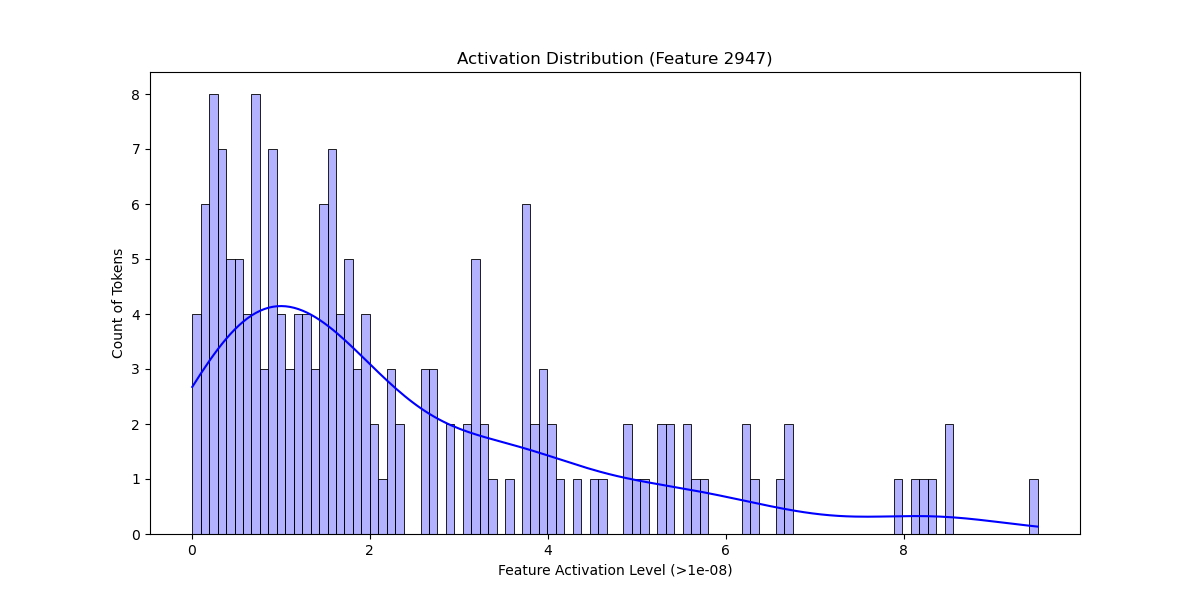 Activation Distribution (Feature 2947)
Count of Tokens
8
7
6
5
4
3
2
1
0
0 2 4 6 8
Feature Activation Level (>1e-08)